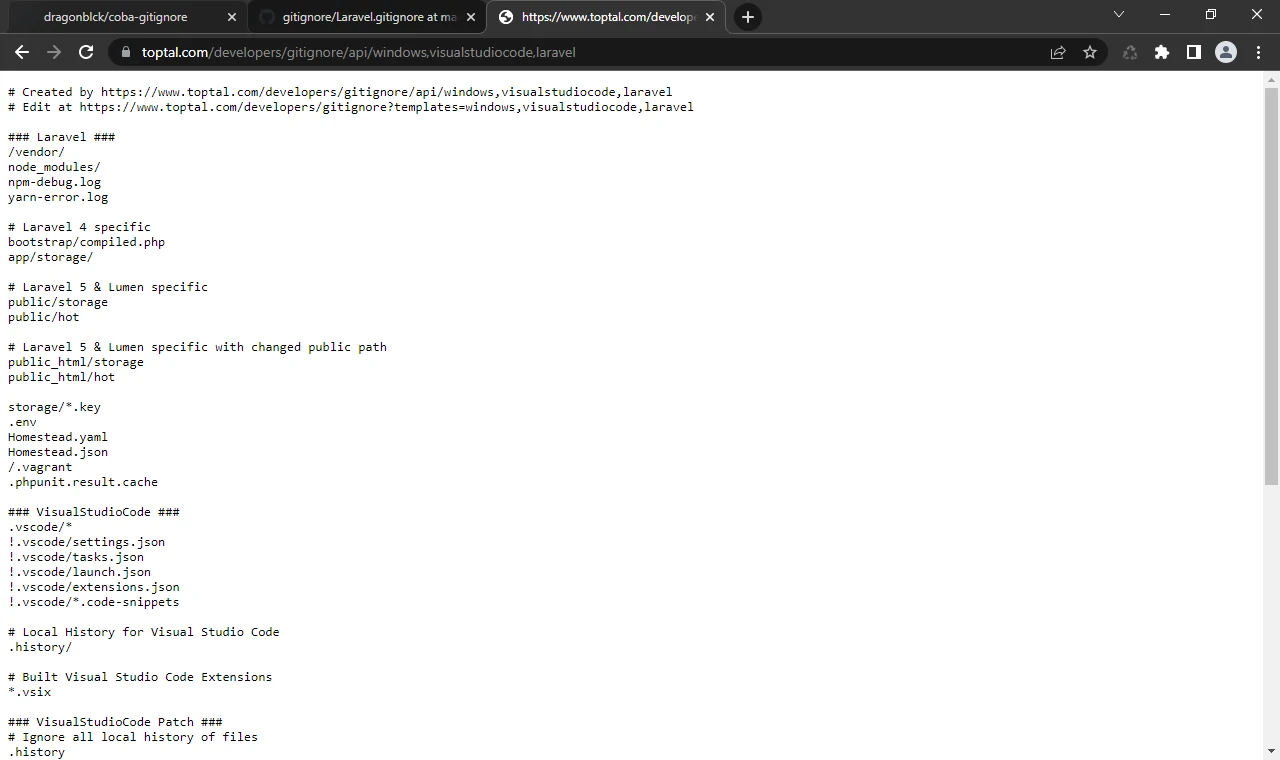 dragonblck/coba-gitignore
gitignore/Laravel.gitignore at ma
https://www.toptal.com/develope
toptal.com/developers/gitignore/api/windows,visualstudiocode,laravel
# Created by https://www.toptal.com/developers/gitignore/api/windows,visualstudiocode,laravel
# Edit at https://www.toptal.com/developers/gitignore?templates=windows,visualstudiocode,laravel
### Laravel ###
/vendor/
node_modules/
npm-debug.log
yarn-error.log
# Laravel 4 specific
bootstrap/compiled.php
app/storage/
# Laravel 5 & Lumen specific
public/storage
public/hot
# Laravel 5 & Lumen specific with changed public path
public_html/storage
public_html/hot
storage/*.key
.env
Homestead.yaml
Homestead.json
/.vagrant
.phpunit.result.cache
### VisualStudioCode ###
.vscode/*
!.vscode/settings.json
!.vscode/tasks.json
!.vscode/launch.json
!.vscode/extensions.json
!.vscode/*.code-snippets
# Local History for Visual Studio Code
.history/
# Built Visual Studio Code Extensions
*.vsix
### VisualStudioCode Patch ###
# Ignore all local history of files
.history